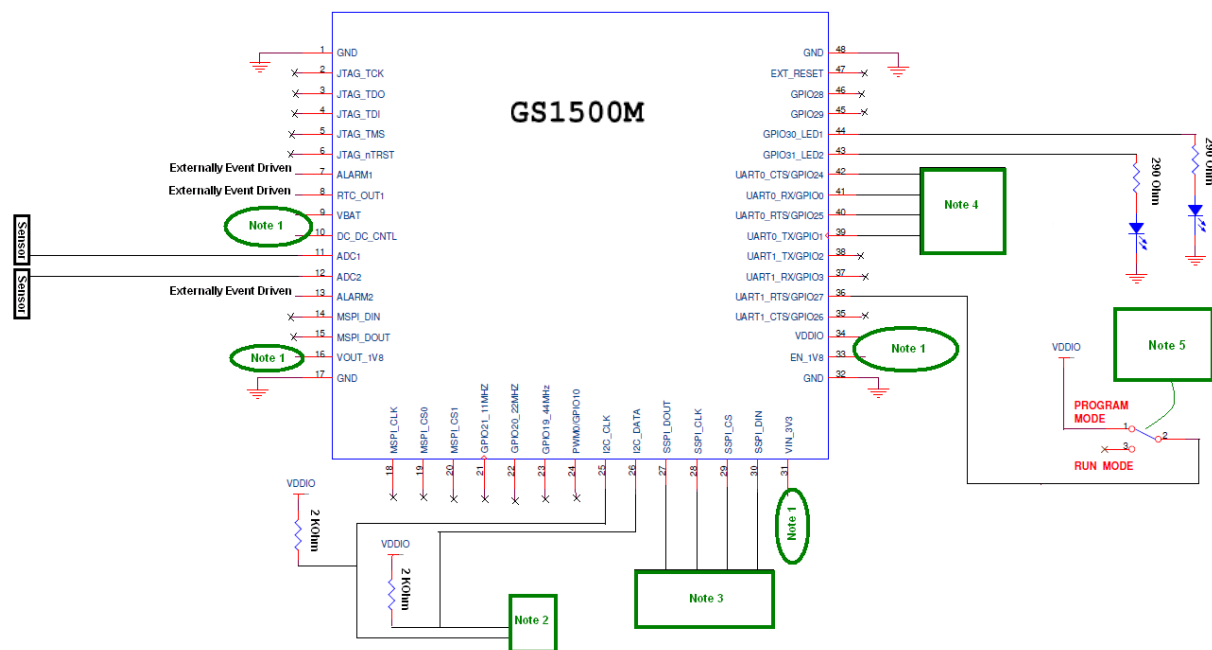 GS1500M
1 GND
2 JTAG_TCK
3 JTAG_TDO
4 JTAG_TDI
5 JTAG_TMS
6 JTAG_nTRST
Externally Event Driven 7 ALARM1
Externally Event Driven 8 RTC_OUT1
9 VBAT
Note 1
10 DC_DC_CNTL
Sensor
11 ADC1
Sensor
12 ADC2
Externally Event Driven 13 ALARM2
14 MSPI_DIN
15 MSPI_DOUT
Note 1 16 VOUT_1V8
17 GND
GND 48
EXT_RESET 47
GPIO28 46
GPIO29 45
GPIO30_LED1 44
GPIO31_LED2 43
UART0_CTS/GPIO24 42
UART0_RX/GPIO0 41
UART0_RTS/GPIO25 40
UART0_TX/GPIO1 39
UART1_TX/GPIO2 38
UART1_RX/GPIO3 37
UART1_RTS/GPIO27 36
UART1_CTS/GPIO26 35
VDDIO 34
EN_1V8 33
GND 32
Note 4
290 Ohm
290 Ohm
Note 1
Note 5
VDDIO
PROGRAM
MODE
1
2
3
RUN MODE
MSPI_CLK 18
MSPI_CS0 19
MSPI_CS1 20
GPIO21_11MHZ 21
GPIO20_22MHZ 22
GPIO19_44MHz 23
PWM0/GPIO10 24
I2C_CLK 25
I2C_DATA 26
SSPI_DOUT 27
SSPI_CLK 28
SSPI_CS 29
SSPI_DIN 30
VIN_3V3 31
Note 1
VDDIO
2 KOhm
VDDIO
2 KOhm
Note 2
Note 3